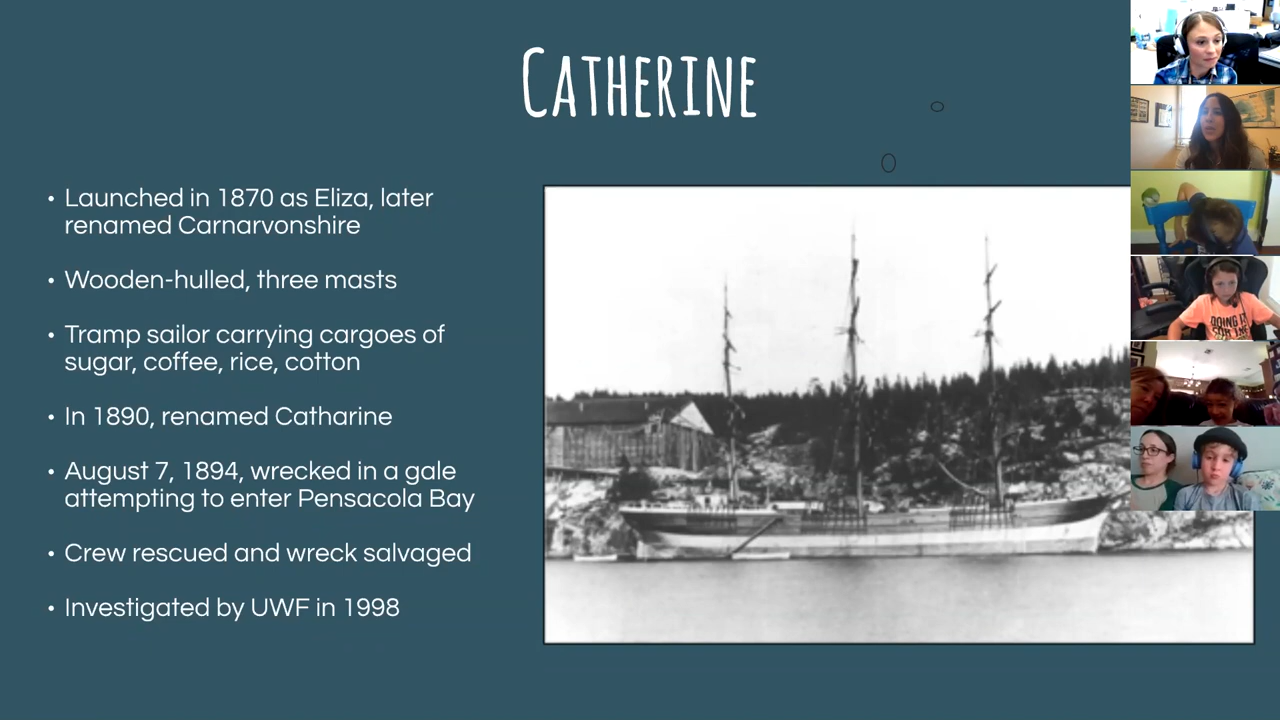 CATHERINE
• Launched in 1870 as Eliza, later
renamed Carnarvonshire
• Wooden-hulled, three masts
• Tramp sailor carrying cargoes of
sugar, coffee, rice, cotton
• In 1890, renamed Catharine
• August 7, 1894, wrecked in a gale
attempting to enter Pensacola Bay
• Crew rescued and wreck salvaged
• Investigated by UWF in 1998
DOING IT